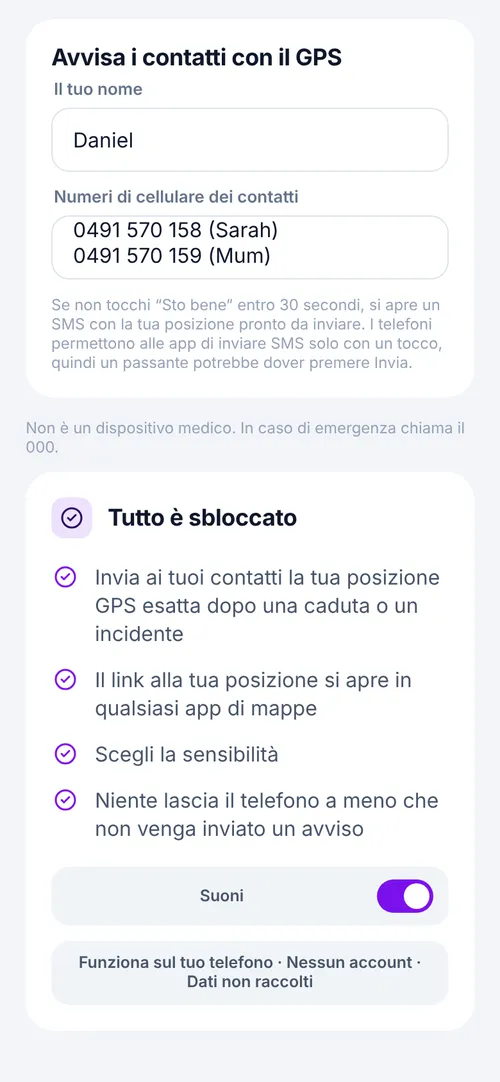 Avvisa i contatti con il GPS
Il tuo nome
Daniel
Numeri di cellulare dei contatti
0491 570 158 (Sarah)
0491 570 159 (Mum)
Se non tocchi “Sto bene” entro 30 secondi, si apre un
SMS con la tua posizione pronto da inviare. I telefoni
permettono alle app di inviare SMS solo con un tocco,
quindi un passante potrebbe dover premere Invia.
Non è un dispositivo medico. In caso di emergenza chiama il
000.
Tutto è sbloccato
Invia ai tuoi contatti la tua posizione
GPS esatta dopo una caduta o un
incidente
Il link alla tua posizione si apre in
qualsiasi app di mappe
Scegli la sensibilità
Niente lascia il telefono a meno che
non venga inviato un avviso
Suoni
Funziona sul tuo telefono · Nessun account ·
Dati non raccolti